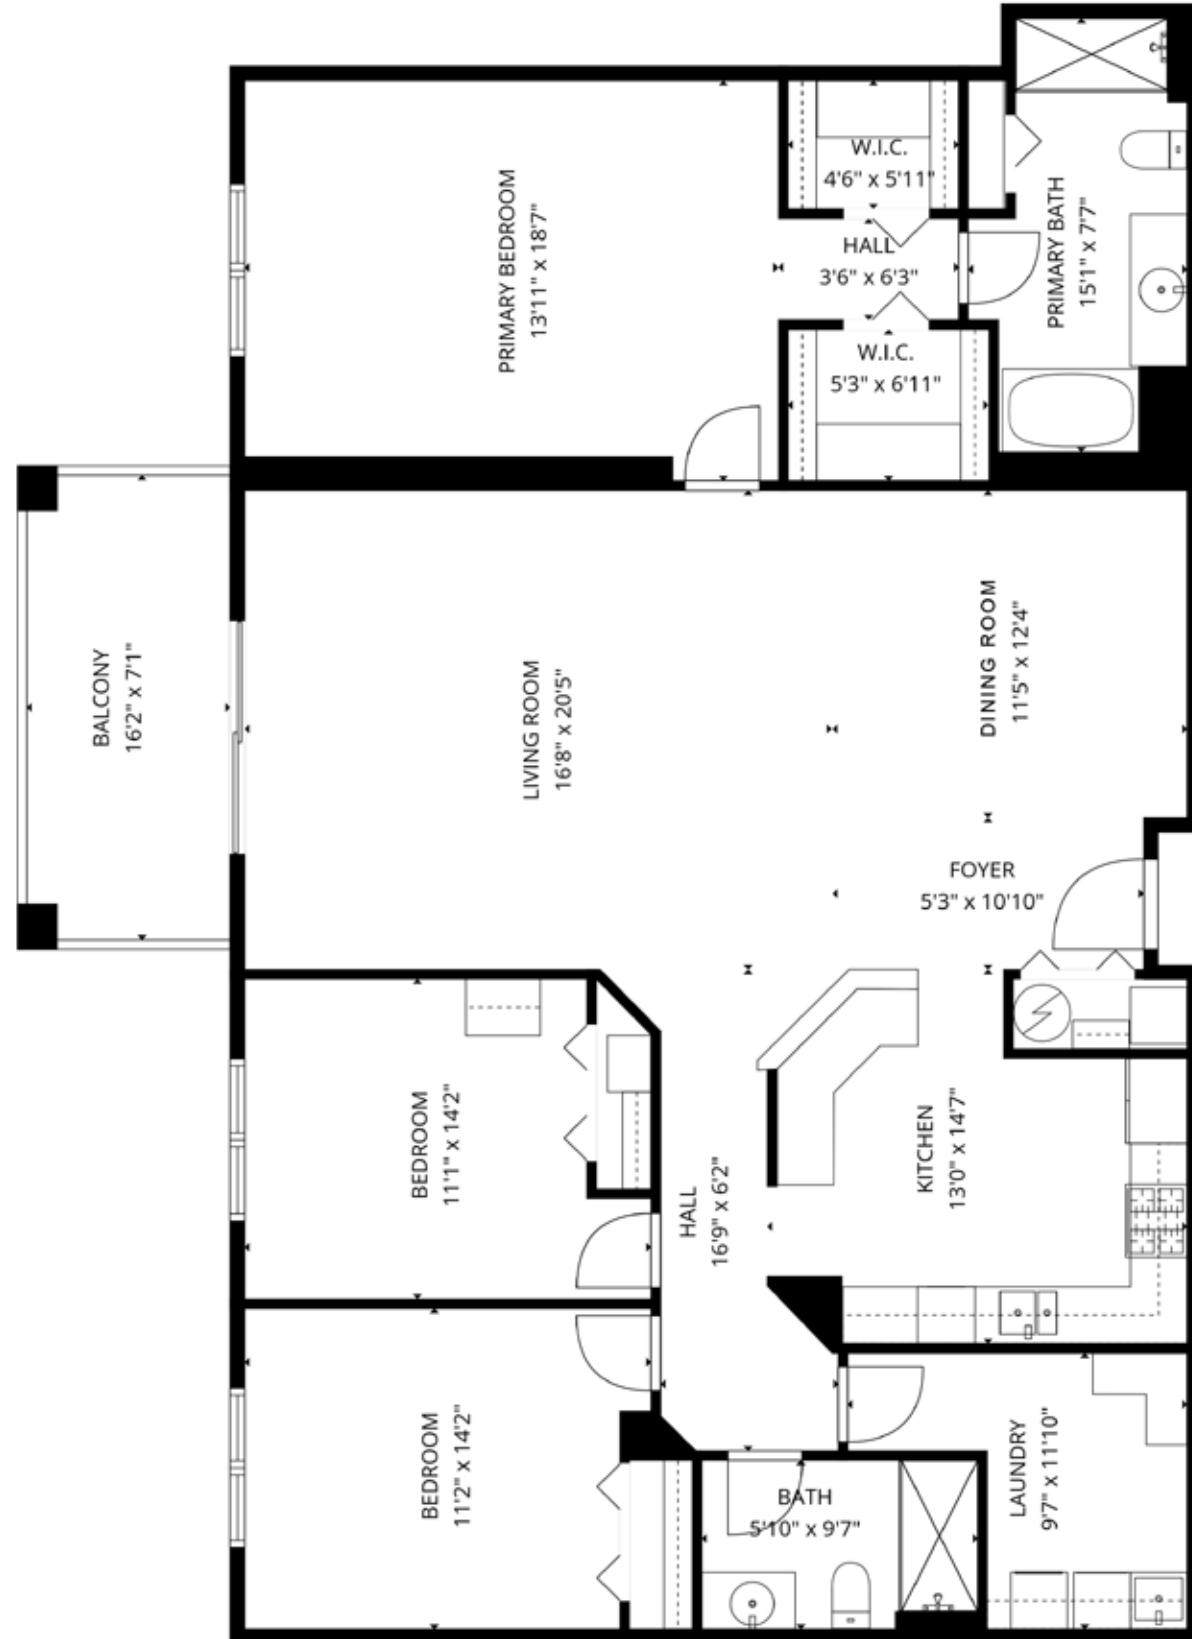 W.I.C.
4'6" x 5'11"
PRIMARY BEDROOM
13'11" x 18'7"
HALL
3'6" x 6'3"
PRIMARY BATH
15'1" x 7'7"
W.I.C.
5'3" x 6'11"
BALCONY
16'2" x 7'1"
LIVING ROOM
16'8" x 20'5"
DINING ROOM
11'5" x 12'4"
FOYER
5'3" x 10'10"
BEDROOM
11'1" x 14'2"
HALL
16'9" x 6'2"
KITCHEN
13'0" x 14'7"
BEDROOM
11'2" x 14'2"
BATH
5'10" x 9'7"
LAUNDRY
9'7" x 11'10"